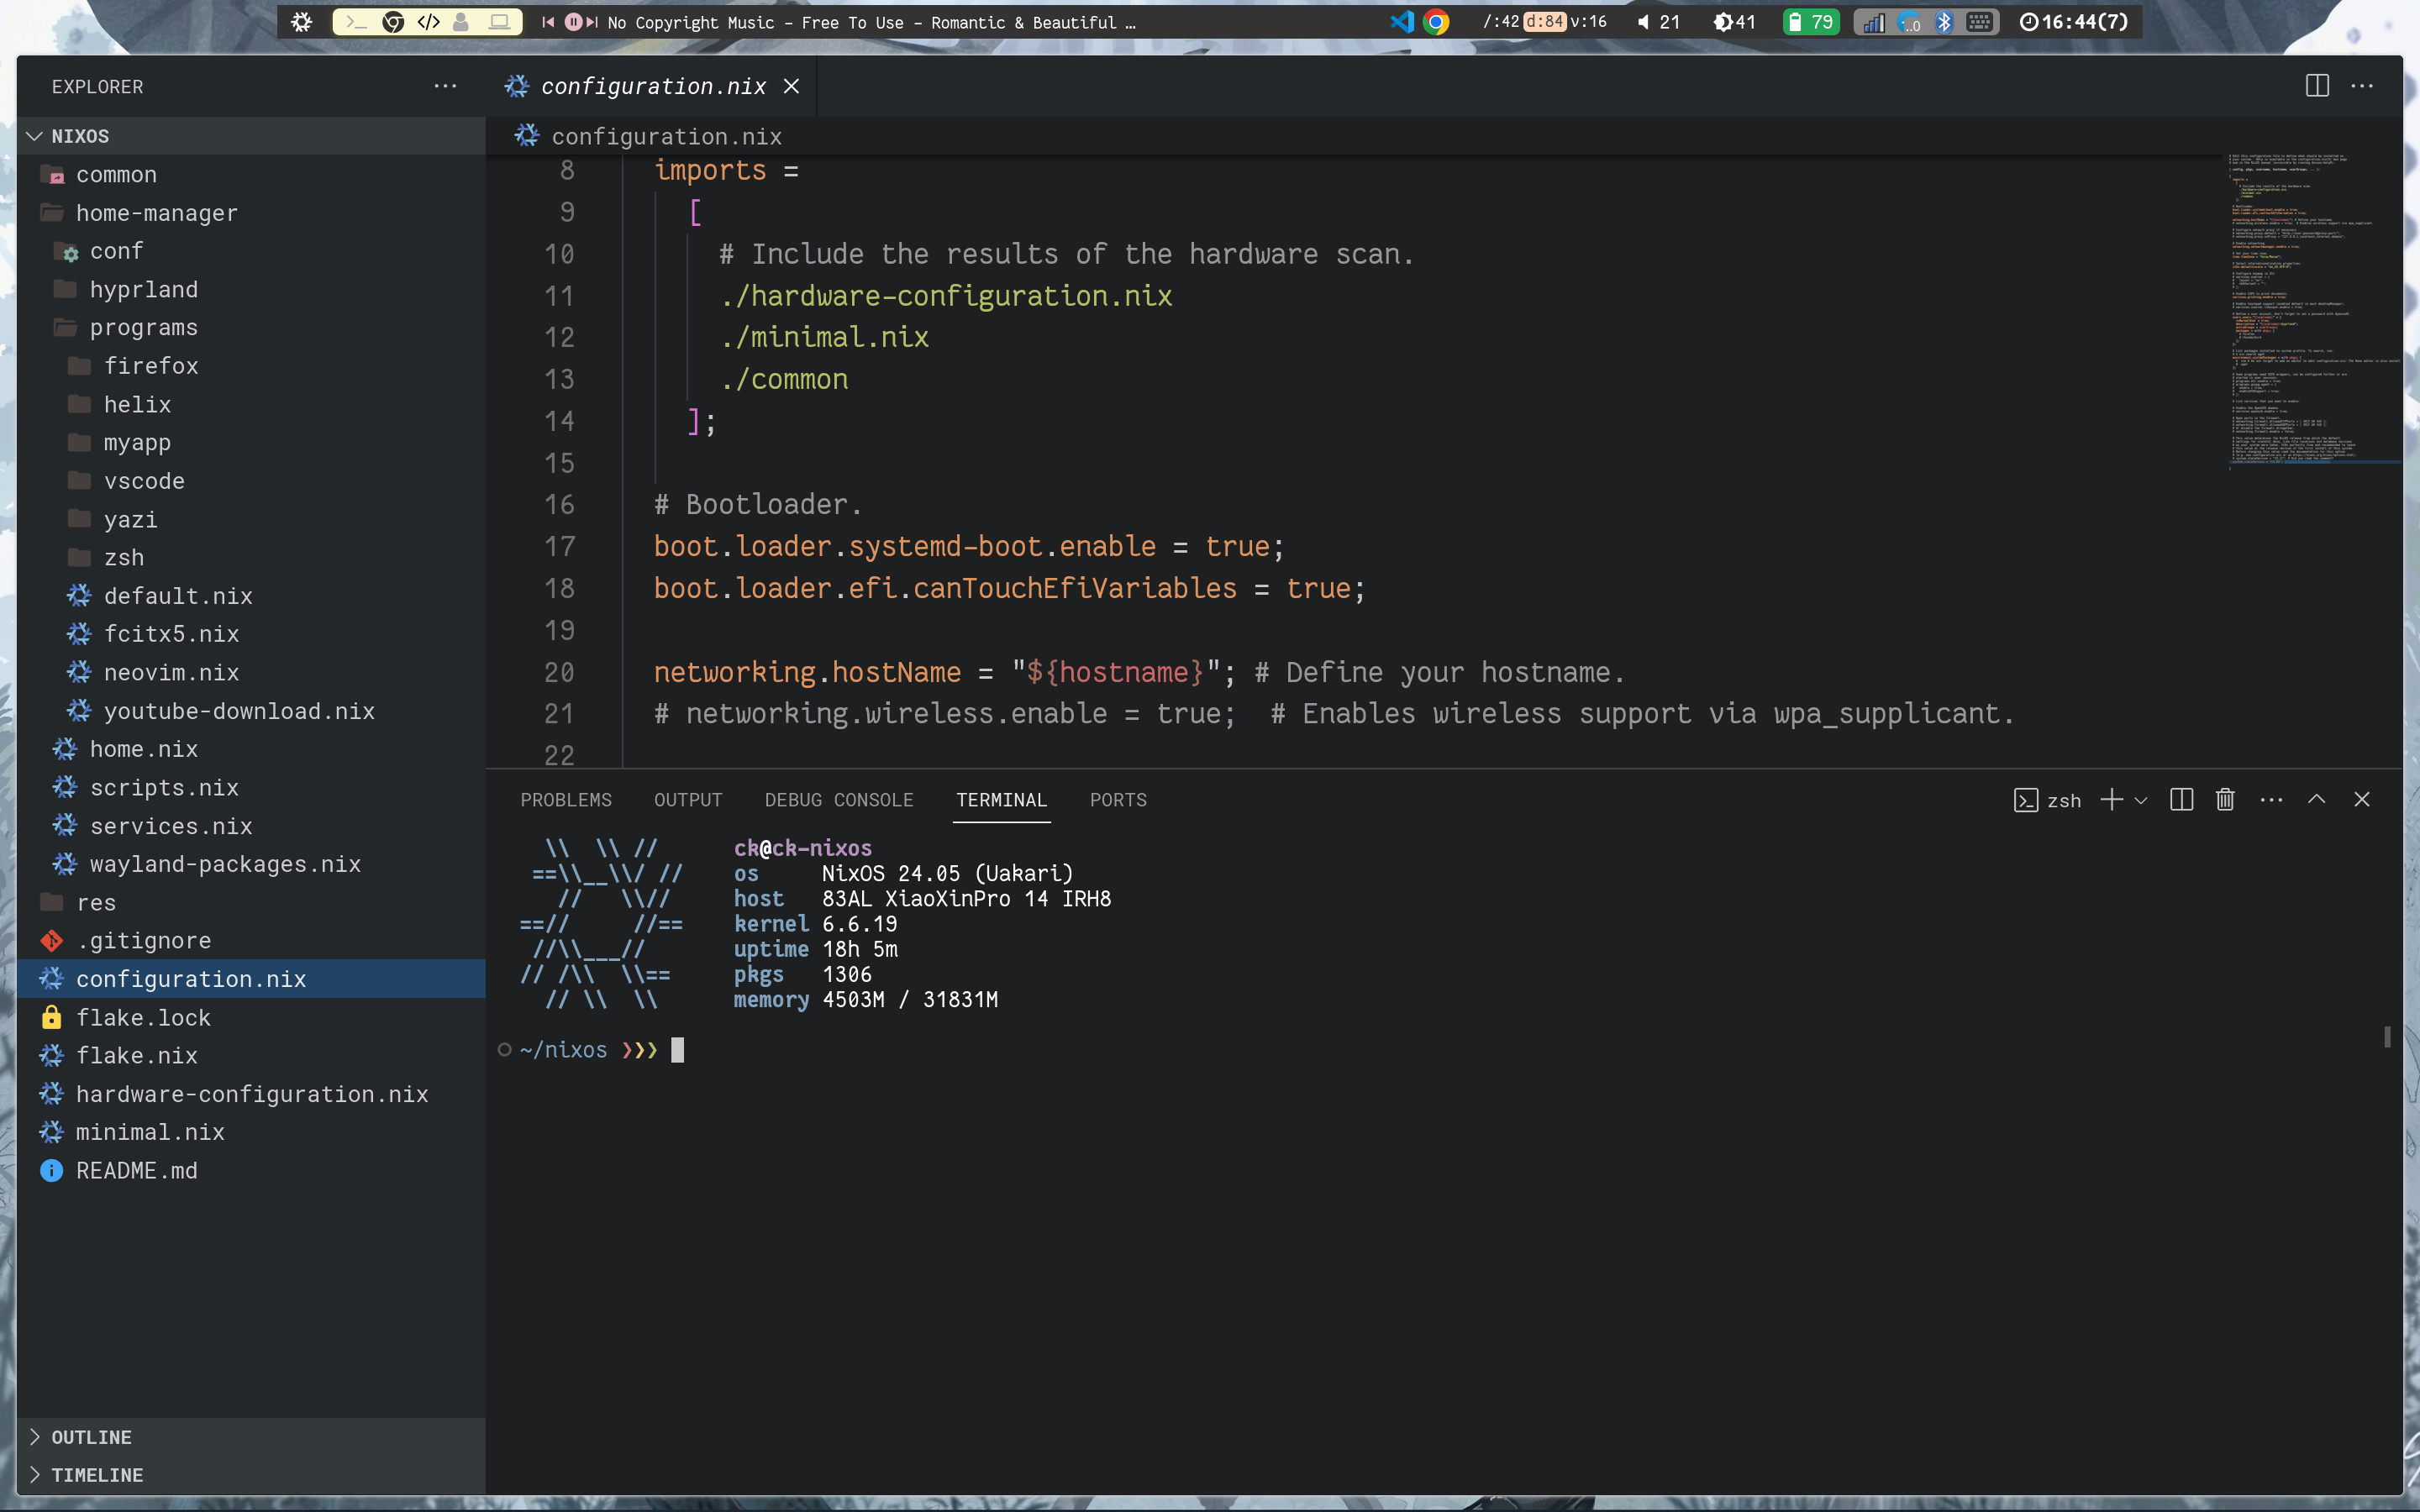 No Copyright Music - Free To Use - Romantic & Beautiful …
/:42 d:84 v:16
21
41
79
16:44(7)
EXPLORER
NIXOS
common
home-manager
conf
hyprland
programs
firefox
helix
myapp
vscode
yazi
zsh
default.nix
fcitx5.nix
neovim.nix
youtube-download.nix
home.nix
scripts.nix
services.nix
wayland-packages.nix
res
.gitignore
configuration.nix
flake.lock
flake.nix
hardware-configuration.nix
minimal.nix
README.md
OUTLINE
TIMELINE
configuration.nix
configuration.nix
8 imports =
9 [
10 # Include the results of the hardware scan.
11 ./hardware-configuration.nix
12 ./minimal.nix
13 ./common
14 ];
15
16 # Bootloader.
17 boot.loader.systemd-boot.enable = true;
18 boot.loader.efi.canTouchEfiVariables = true;
19
20 networking.hostName = "${hostname}"; # Define your hostname.
21 # networking.wireless.enable = true;  # Enables wireless support via wpa_supplicant.
22
PROBLEMS OUTPUT DEBUG CONSOLE TERMINAL PORTS
zsh
\\  \\ // ck@ck-nixos
==\\__\\/ // os NixOS 24.05 (Uakari)
//   \\// host 83AL XiaoXinPro 14 IRH8
==//     //== kernel 6.6.19
//\\___// uptime 18h 5m
// /\\  \\== pkgs 1306
// \\  \\ memory 4503M / 31831M
~/nixos ❯❯❯